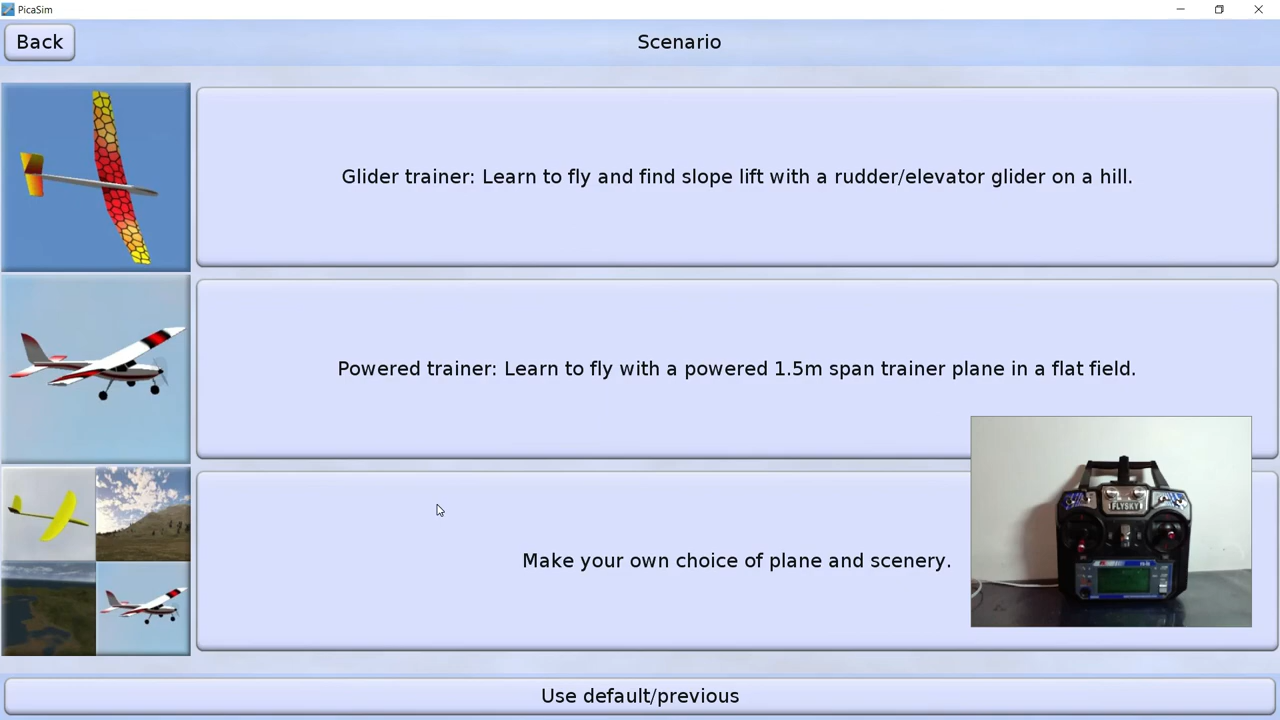 PicaSim
Back
Scenario
Glider trainer: Learn to fly and find slope lift with a rudder/elevator glider on a hill.
Powered trainer: Learn to fly with a powered 1.5m span trainer plane in a flat field.
FLYSKY
Make your own choice of plane and scenery.
Use default/previous